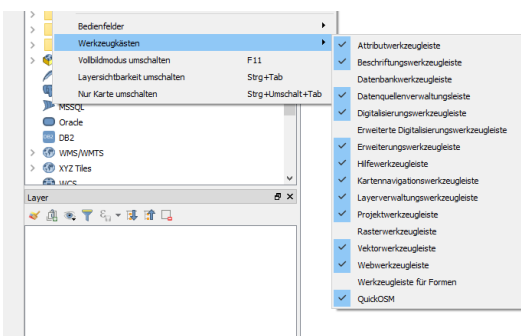 Bedienfelder
Werkzeugkästen
Vollbildmodus umschalten F11
Layersichtbarkeit umschalten Strg+Tab
Nur Karte umschalten Strg+Umschalt+Tab
MSSQL
Oracle
DB2 DB2
WMS/WMTS
XYZ Tiles
WCS
Layer
Attributwerkzeugleiste
Beschriftungswerkzeugleiste
Datenbankwerkzeugleiste
Datenquellenverwaltungsleiste
Digitalisierungswerkzeugleiste
Erweiterte Digitalisierungswerkzeugleiste
Erweiterungswerkzeugleiste
Hilfewerkzeugleiste
Kartennavigationswerkzeugleiste
Layerverwaltungswerkzeugleiste
Projektwerkzeugleiste
Rasterwerkzeugleiste
Vektorwerkzeugleiste
Webwerkzeugleiste
Werkzeugleiste für Formen
QuickOSM